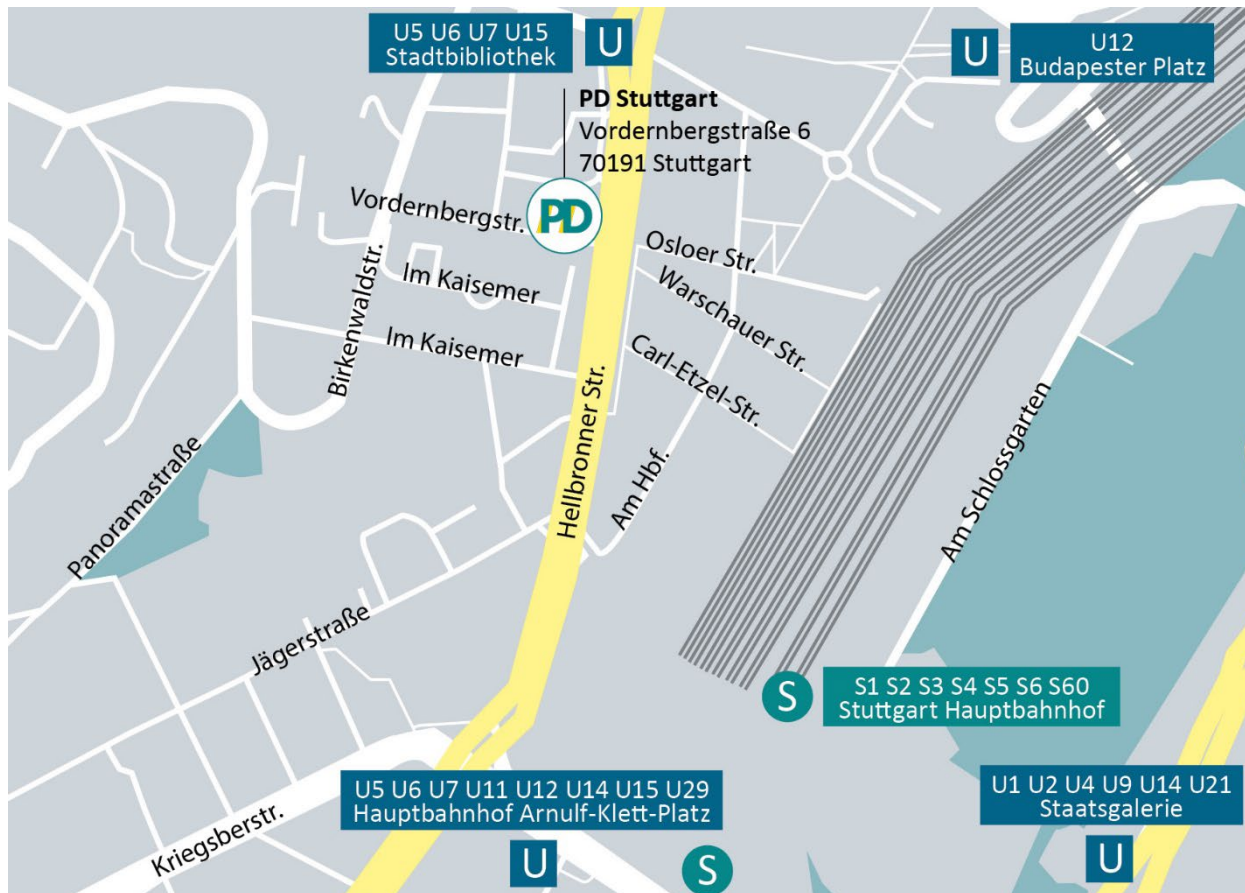 U5 U6 U7 U15
Stadtbibliothek
U
U
U12
Budapester Platz
PD Stuttgart
Vordernbergstraße 6
70191 Stuttgart
PD
Vordernbergstr.
Osloer Str.
Im Kaisemer
Warschauer Str.
Birkenwaldstr.
Im Kaisemer
Carl-Etzel-Str.
Hellbronner Str.
Am Hbf.
Am Schlossgarten
Panoramastraße
Jägerstraße
S
S1 S2 S3 S4 S5 S6 S60
Stuttgart Hauptbahnhof
U5 U6 U7 U11 U12 U14 U15 U29
Hauptbahnhof Arnulf-Klett-Platz
U1 U2 U4 U9 U14 U21
Staatsgalerie
Kriegsberstr.
U
S
U